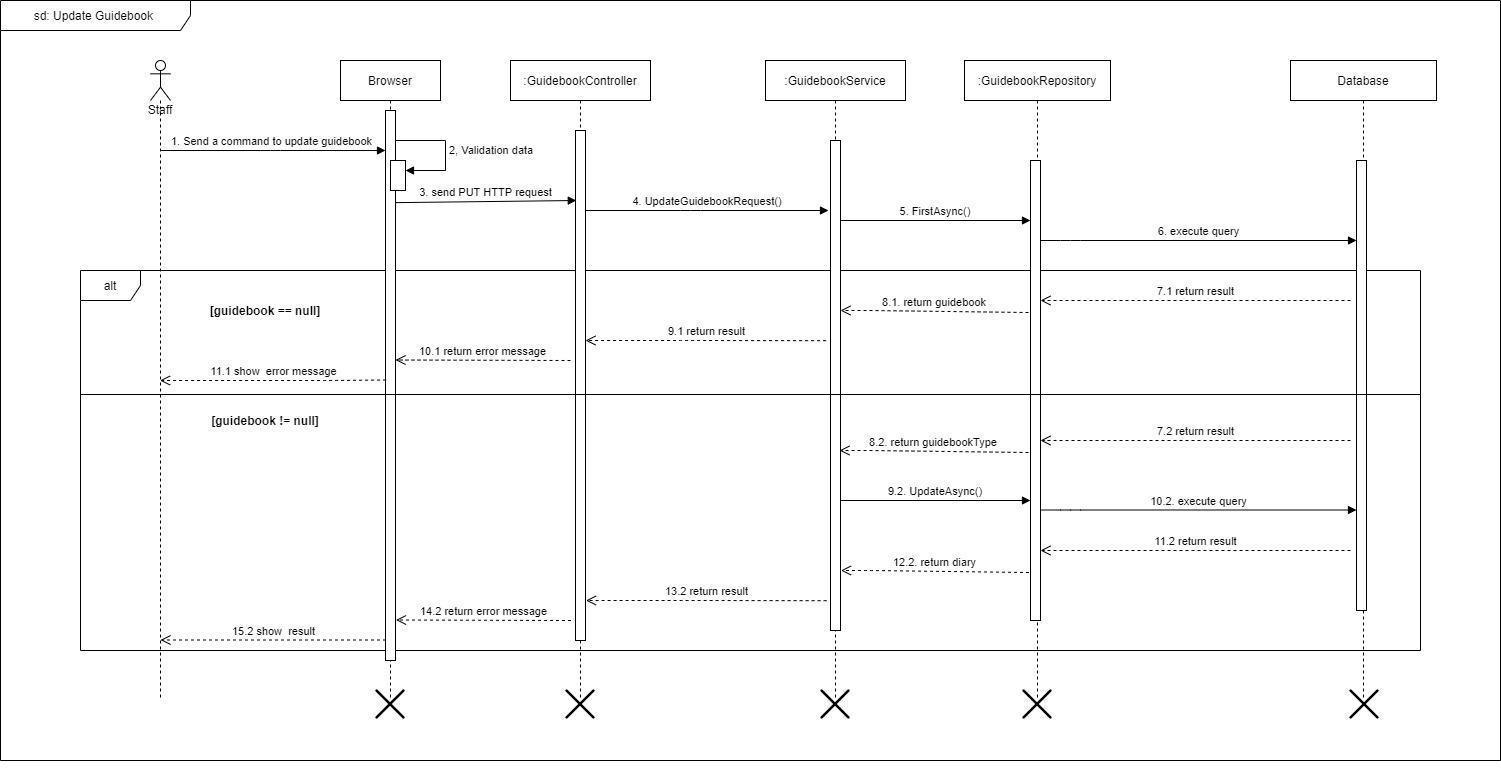 sd: Update Guidebook
Staff
Browser
:GuidebookController
:GuidebookService
:GuidebookRepository
Database
1. Send a command to update guidebook
2, Validation data
3. send PUT HTTP request
4. UpdateGuidebookRequest()
5. FirstAsync()
6. execute query
alt
[guidebook == null]
7.1 return result
8.1. return guidebook
9.1 return result
10.1 return error message
11.1 show  error message
[guidebook != null]
7.2 return result
8.2. return guidebookType
9.2. UpdateAsync()
10.2. execute query
11.2 return result
12.2. return diary
13.2 return result
14.2 return error message
15.2 show  result